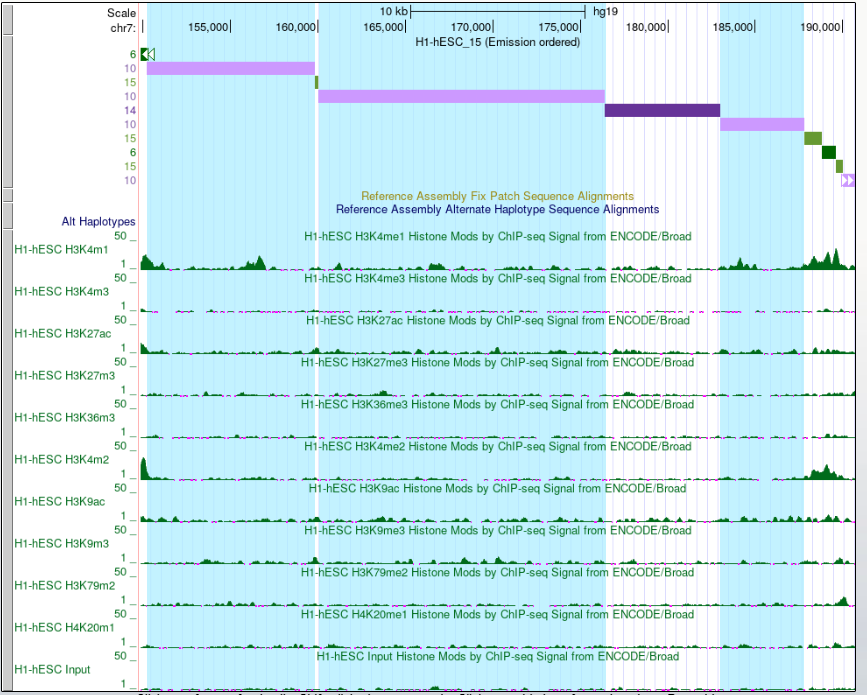 Scale 10 kb hg19
chr7: 155,000 160,000 165,000 170,000 175,000 180,000 185,000 190,000
H1-hESC_15 (Emission ordered)
6
10
15
10
14
10
15
6
15
10
Reference Assembly Fix Patch Sequence Alignments
Reference Assembly Alternate Haplotype Sequence Alignments
Alt Haplotypes
50 _ H1-hESC H3K4me1 Histone Mods by ChIP-seq Signal from ENCODE/Broad
H1-hESC H3K4m1
1 _
H1-hESC H3K4me3 Histone Mods by ChIP-seq Signal from ENCODE/Broad
50 _
H1-hESC H3K4m3
1 _
50 _ H1-hESC H3K27ac Histone Mods by ChIP-seq Signal from ENCODE/Broad
H1-hESC H3K27ac
1 _
50 _ H1-hESC H3K27me3 Histone Mods by ChIP-seq Signal from ENCODE/Broad
H1-hESC H3K27m3
1 _
50 _ H1-hESC H3K36me3 Histone Mods by ChIP-seq Signal from ENCODE/Broad
H1-hESC H3K36m3
1 _
50 _ H1-hESC H3K4me2 Histone Mods by ChIP-seq Signal from ENCODE/Broad
H1-hESC H3K4m2
1 _
50 _ H1-hESC H3K9ac Histone Mods by ChIP-seq Signal from ENCODE/Broad
H1-hESC H3K9ac
1 _
50 _ H1-hESC H3K9me3 Histone Mods by ChIP-seq Signal from ENCODE/Broad
H1-hESC H3K9m3
1 _
50 _ H1-hESC H3K79me2 Histone Mods by ChIP-seq Signal from ENCODE/Broad
H1-hESC H3K79m2
1 _
50 _ H1-hESC H4K20me1 Histone Mods by ChIP-seq Signal from ENCODE/Broad
H1-hESC H4K20m1
1 _
50 _ H1-hESC Input Histone Mods by ChIP-seq Signal from ENCODE/Broad
H1-hESC Input
1 _